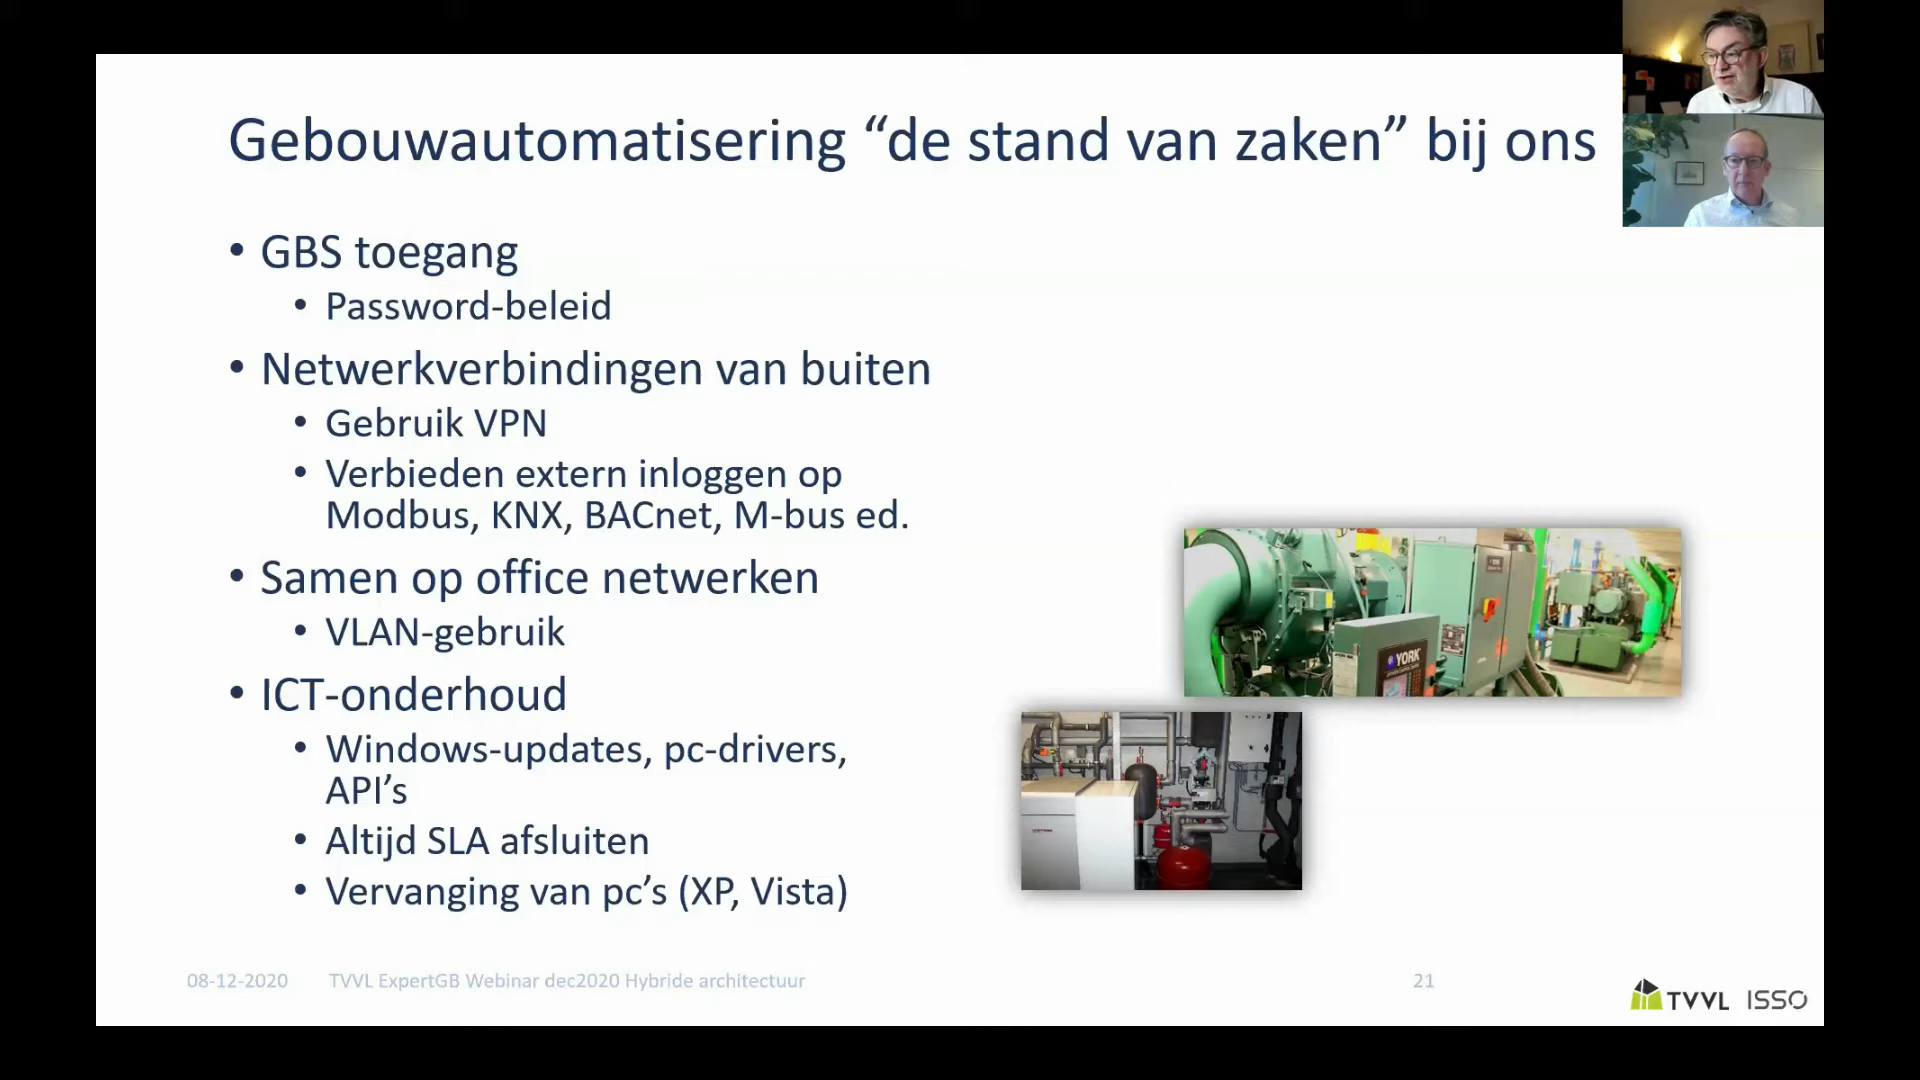 Gebouwautomatisering “de stand van zaken” bij ons
• GBS toegang
• Password-beleid
• Netwerkverbindingen van buiten
• Gebruik VPN
• Verbieden extern inloggen op
Modbus, KNX, BACnet, M-bus ed.
• Samen op office netwerken
• VLAN-gebruik
• ICT-onderhoud
• Windows-updates, pc-drivers,
API’s
• Altijd SLA afsluiten
• Vervanging van pc’s (XP, Vista)
YORK
08-12-2020
TVVL ExpertGB Webinar dec2020 Hybride architectuur
21
TVVL ISSO